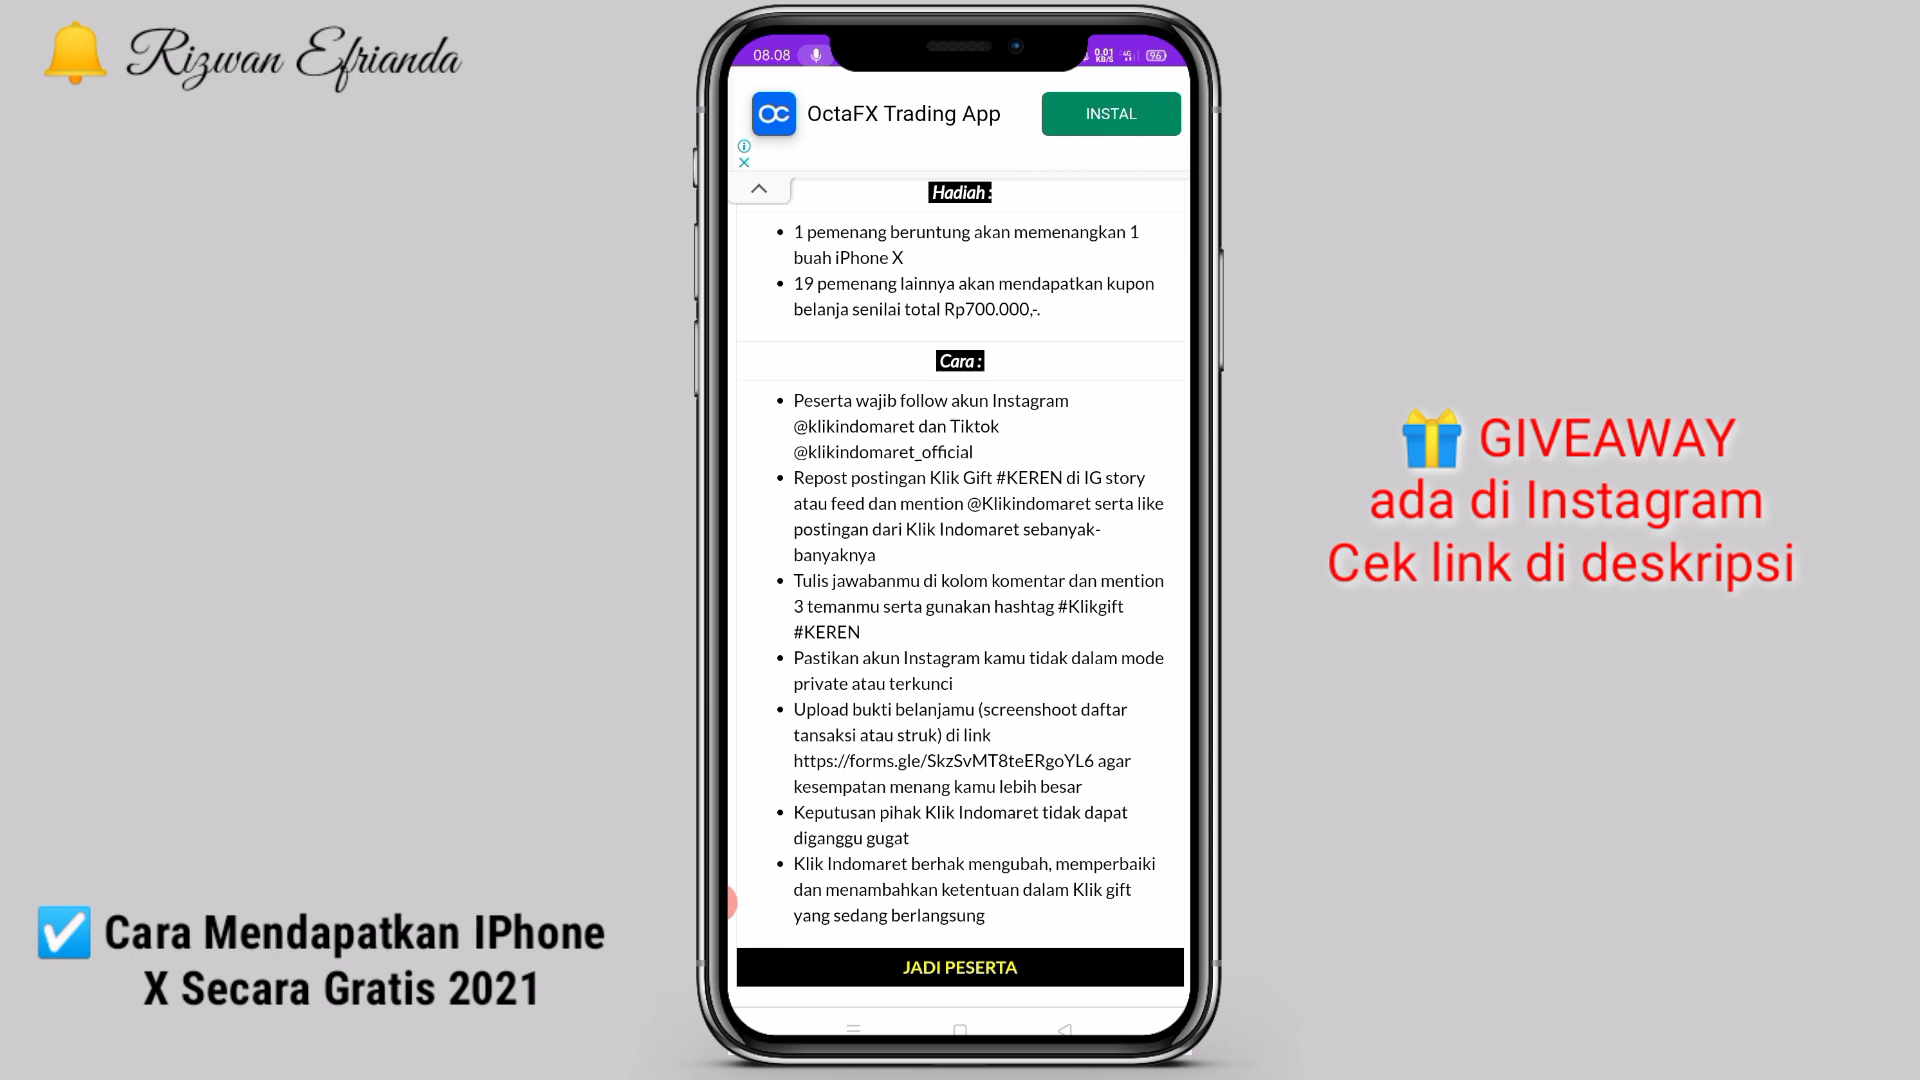 Rizwan Efrianda
08.08
0.01
KB/S
4G
96
OctaFX Trading App
INSTAL
Hadiah :
• 1 pemenang beruntung akan memenangkan 1
buah iPhone X
• 19 pemenang lainnya akan mendapatkan kupon
belanja senilai total Rp700.000,-.
Cara :
• Peserta wajib follow akun Instagram
@klikindomaret dan Tiktok
@klikindomaret_official
• Repost postingan Klik Gift #KEREN di IG story
atau feed dan mention @Klikindomaret serta like
postingan dari Klik Indomaret sebanyak-
banyaknya
• Tulis jawabanmu di kolom komentar dan mention
3 temanmu serta gunakan hashtag #Klikgift
#KEREN
• Pastikan akun Instagram kamu tidak dalam mode
private atau terkunci
• Upload bukti belanjamu (screenshoot daftar
tansaksi atau struk) di link
https://forms.gle/SkzSvMT8teERgoYL6 agar
kesempatan menang kamu lebih besar
• Keputusan pihak Klik Indomaret tidak dapat
diganggu gugat
• Klik Indomaret berhak mengubah, memperbaiki
dan menambahkan ketentuan dalam Klik gift
yang sedang berlangsung
JADI PESERTA
GIVEAWAY
ada di Instagram
Cek link di deskripsi
Cara Mendapatkan IPhone
X Secara Gratis 2021